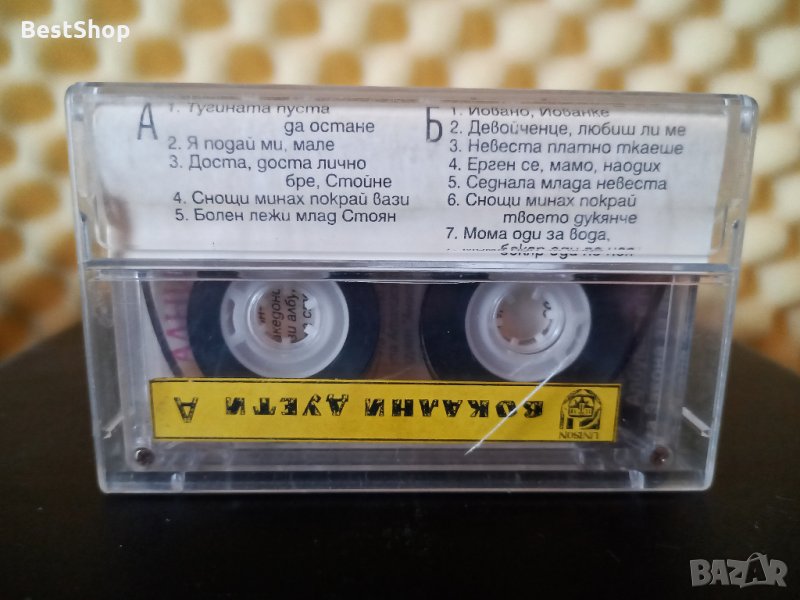 BestShop
А
1. Тугината пуста
да остане
2. Я подай ми, мале
3. Доста, доста лично
бре, Стойне
4. Снощи минах покрай вази
5. Болен лежи млад Стоян
Б
1. Йовано, Йованке
2. Девойченце, любиш ли ме
3. Невеста платно ткаеше
4. Ерген се, мамо, наодих
5. Седнала млада невеста
6. Снощи минах покрай
твоето дукянче
7. Мома оди за вода,
ВОКАЛНИ ДУЕТИ А
UNISON
BAZAR